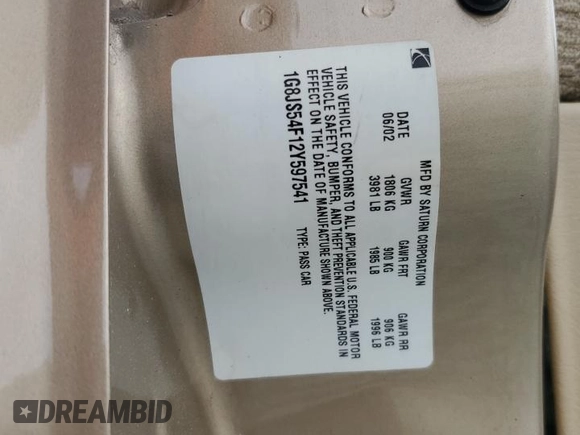 MFD BY SATURN CORPORATION
DATE GVWR GAWR FRT GAWR RR
06/02 1806 KG 900 KG 906 KG
3981 LB 1985 LB 1996 LB
THIS VEHICLE CONFORMS TO ALL APPLICABLE U.S. FEDERAL MOTOR
VEHICLE SAFETY, BUMPER, AND THEFT PREVENTION STANDARDS IN
EFFECT ON THE DATE OF MANUFACTURE SHOWN ABOVE.
1G8JS54F12Y597541 TYPE: PASS CAR
DREAMBID